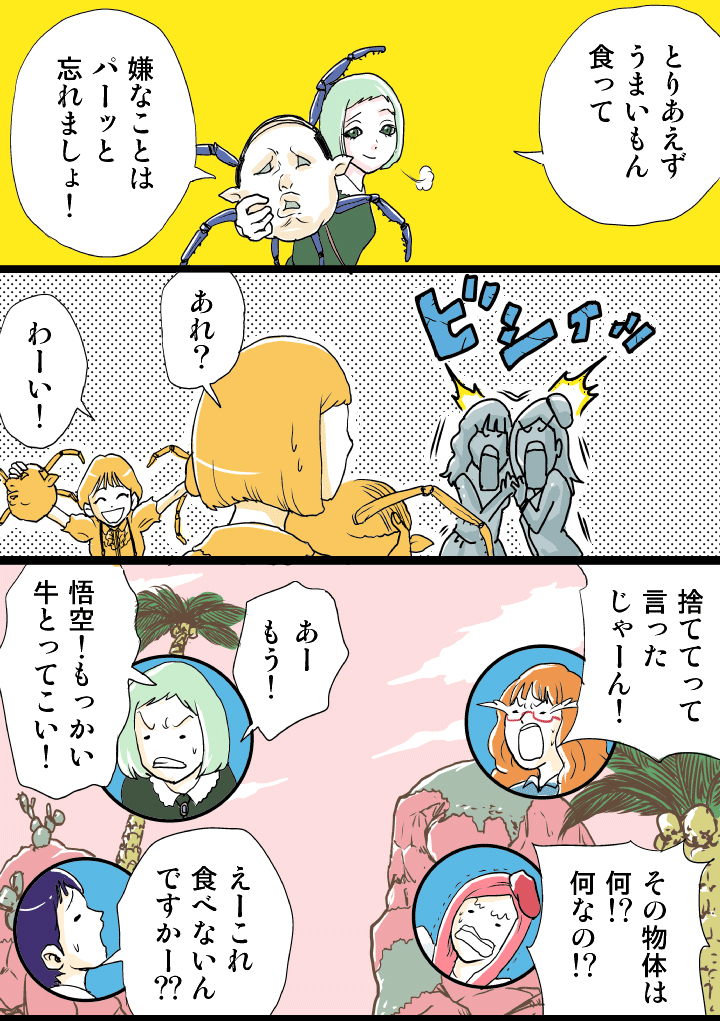 とりあえず
うまいもん
食って
嫌なことは
パーッと
忘れましょ!
ビシィッ
あれ?
わーい!
捨ててって
言った
じゃーん!
あー
もう!
悟空!もっかい
牛とってこい!
その物体は
何!?
何なの!?
えーこれ
食べないん
ですかー??